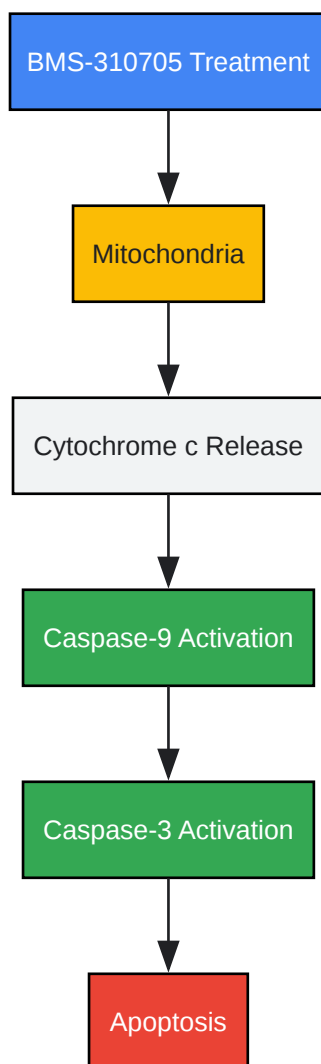 BMS-310705 Treatment
Mitochondria
Cytochrome c Release
Caspase-9 Activation
Caspase-3 Activation
Apoptosis